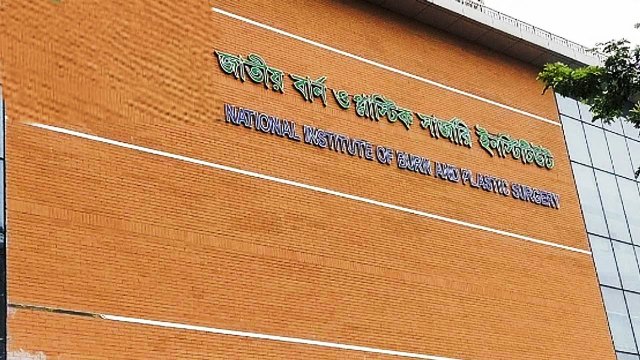 জাতীয় বার্ন ও প্লাস্টিক সার্জারি ইনস্টিটিউট
NATIONAL INSTITUTE OF BURN AND PLASTIC SURGERY